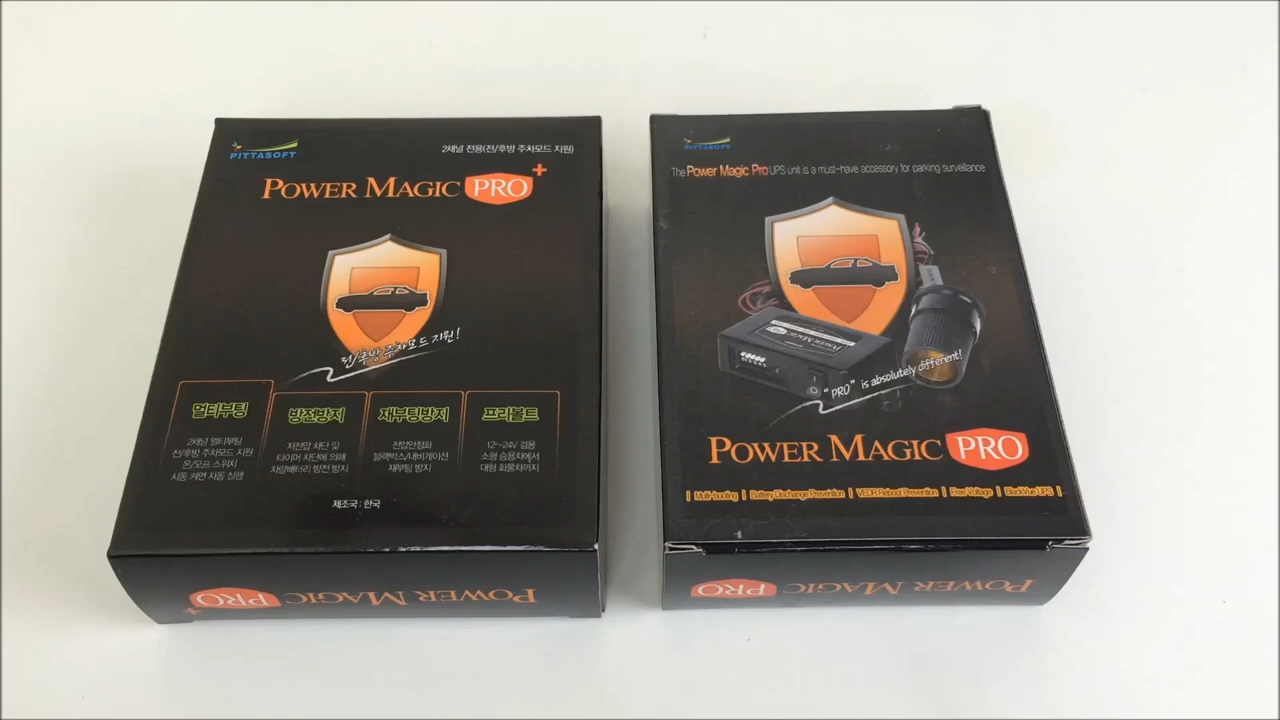 PITTASOFT
2채널 전용(전/후방 주차모드 지원)
POWER MAGIC PRO+
전/후방 주차모드 지원!
멀티부팅
2채널 멀티부팅
전/후방 주차모드 지원
온/오프 스위치
시동 켜면 자동 실행
방전방지
저전압 차단 및
타이머 차단에 의해
차량배터리 방전 방지
재부팅방지
전압안정화
블랙박스/내비게이션
재부팅 방지
프리볼트
12~24V 겸용
소형 승용차에서
대형 화물차까지
제조국 : 한국
POWER MAGIC PRO+
PITTASOFT
The Power Magic Pro UPS unit is a must-have accessory for parking surveillance
POWER MAGIC
"PRO" is absolutely different!
POWER MAGIC PRO
| Multi-booting | Battery Discharge Prevention | VEDR Reboot Prevention | Free Voltage | BlackVue UPS |
POWER MAGIC PRO